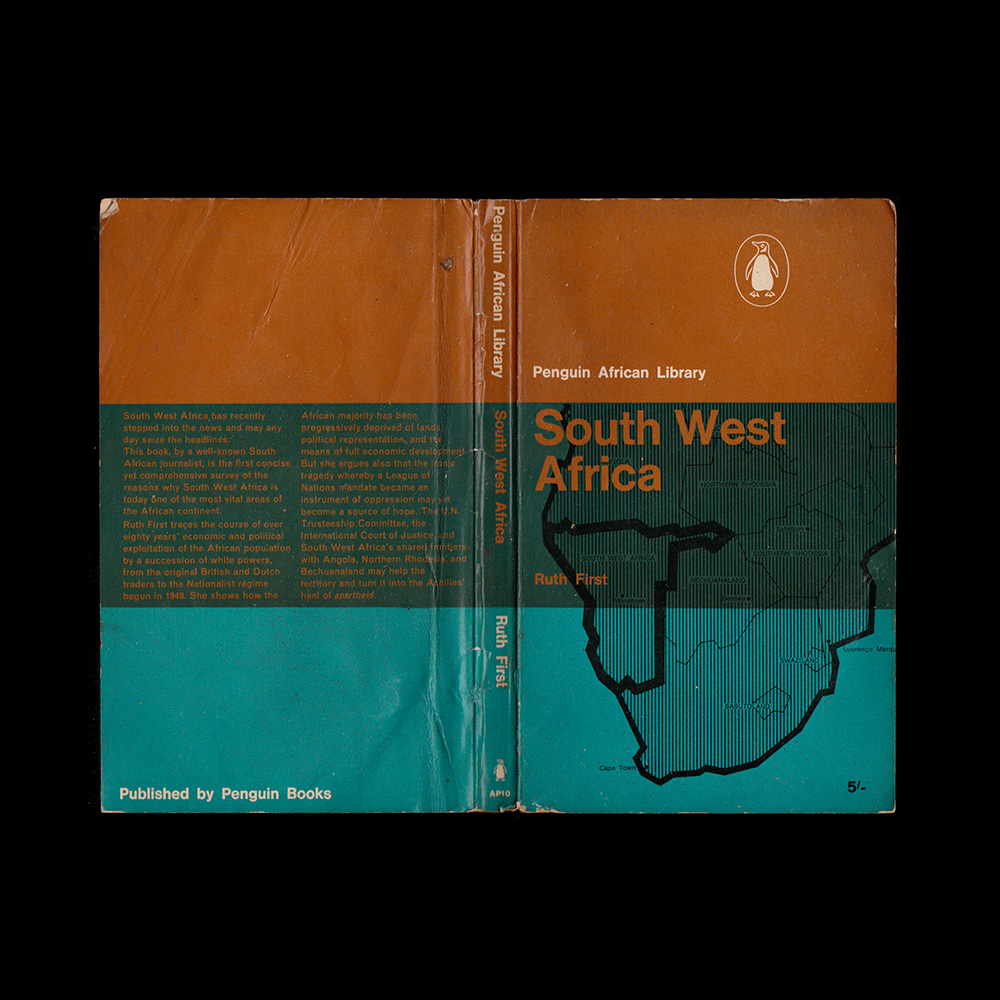 South West Africa has recently
stepped into the news and may any
day seize the headlines.
This book, by a well-known South
African journalist, is the first concise
yet comprehensive survey of the
reasons why South West Africa is
today one of the most vital areas of
the African continent.
Ruth First traces the course of over
eighty years' economic and political
exploitation of the African population
by a succession of white powers,
from the original British and Dutch
traders to the Nationalist régime
begun in 1948. She shows how the
African majority has been
progressively deprived of lands,
political representation, and the
means of full economic development.
But she argues also that the ironic
tragedy whereby a League of
Nations mandate became an
instrument of oppression may yet
become a source of hope. The U.N.
Trusteeship Committee, the
International Court of Justice, and
South West Africa's shared frontiers
with Angola, Northern Rhodesia, and
Bechuanaland may help the
territory and turn it into the Achilles'
heel of apartheid.
Published by Penguin Books
Penguin African Library
South West Africa
Ruth First
AP10
Penguin African Library
South West
Africa
NORTHERN RHODESIA
SOUTHERN RHODESIA
SOUTH WEST AFRICA
BECHUANALAND
Ruth First
Windhoek
Lourenço Marqu
SWAZILAND
BASUTOLAND
Cape Town
5/-